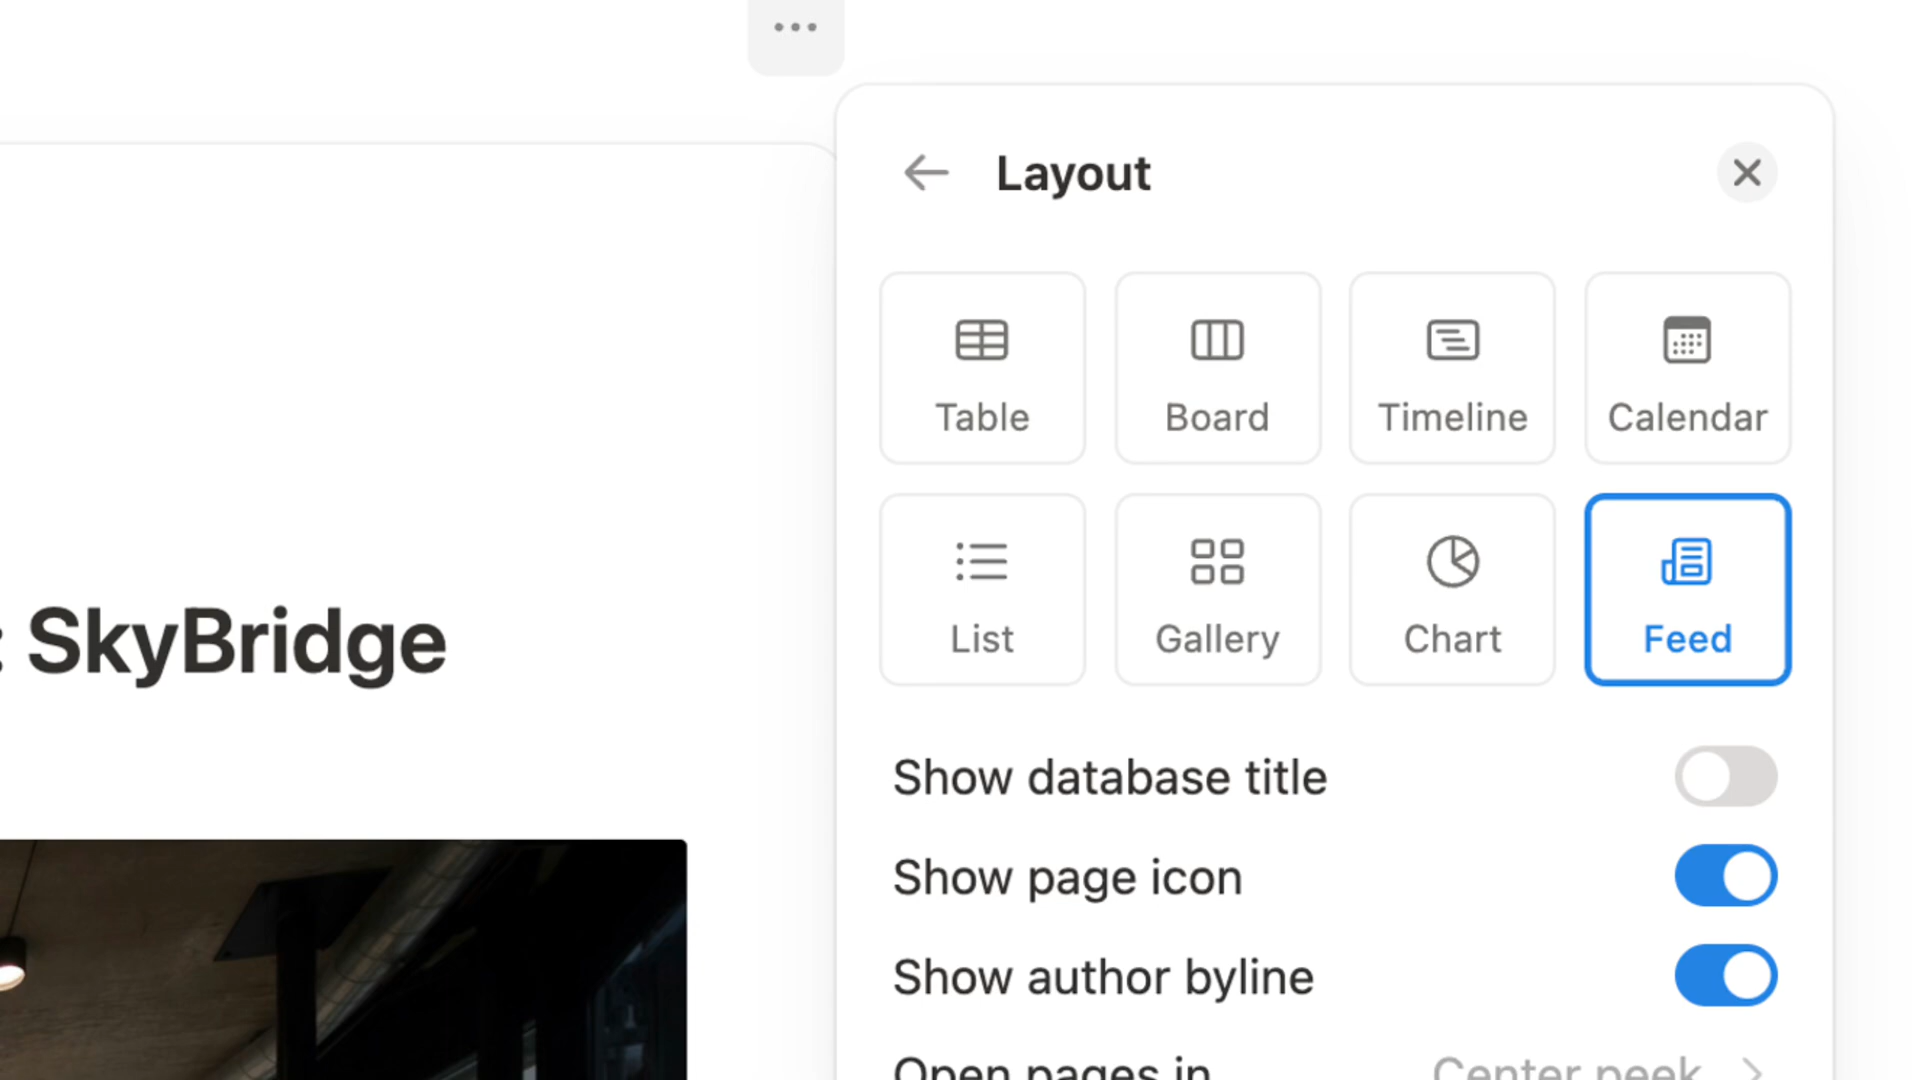 Layout
Table
Board
Timeline
Calendar
List
Gallery
Chart
Feed
: SkyBridge
Show database title
Show page icon
Show author byline
Open pages in
Center peek